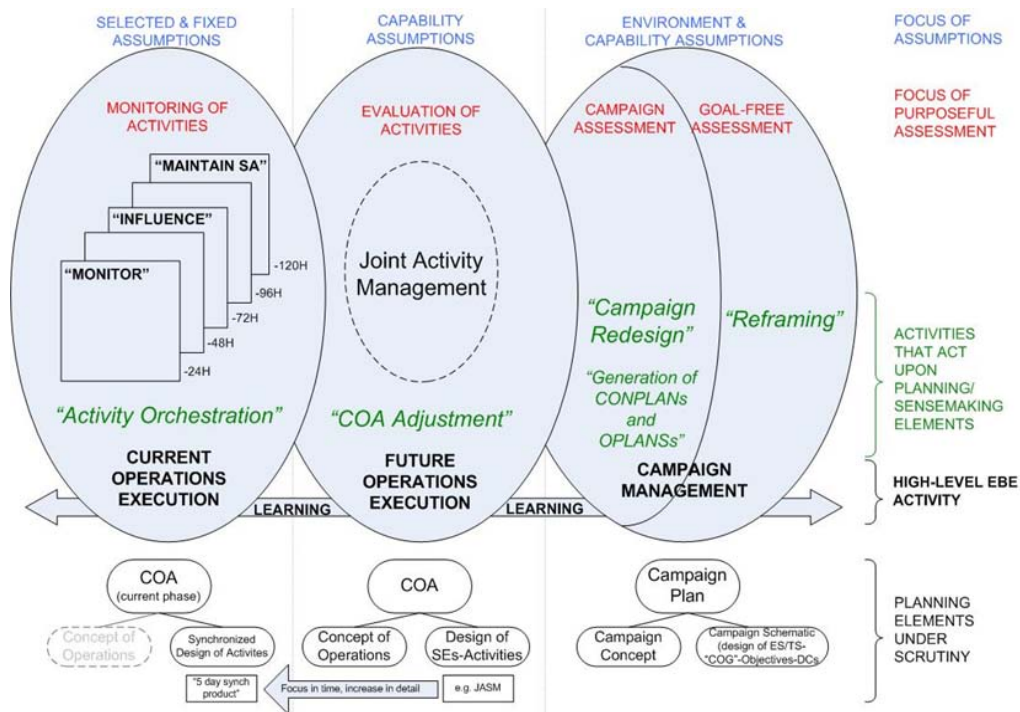 SELECTED & FIXED
ASSUMPTIONS
CAPABILITY
ASSUMPTIONS
ENVIRONMENT &
CAPABILITY ASSUMPTIONS
FOCUS OF
ASSUMPTIONS
MONITORING OF
ACTIVITIES
EVALUATION OF
ACTIVITIES
CAMPAIGN
ASSESSMENT
GOAL-FREE
ASSESSMENT
FOCUS OF
PURPOSEFUL
ASSESSMENT
“MAINTAIN SA”
“INFLUENCE”
“MONITOR”
-120H
-96H
-72H
-48H
-24H
Joint Activity
Management
“Campaign
Redesign”
“Reframing”
“Generation of
CONPLANs
and
OPLANSs”
ACTIVITIES
THAT ACT
UPON
PLANNING/
SENSEMAKING
ELEMENTS
“Activity Orchestration”
“COA Adjustment”
CURRENT
OPERATIONS
EXECUTION
FUTURE
OPERATIONS
EXECUTION
CAMPAIGN
MANAGEMENT
HIGH-LEVEL EBE
ACTIVITY
LEARNING
LEARNING
COA
(current phase)
Concept of
Operations
Synchronized
Design of Activites
“5 day synch
product”
Focus in time, increase in detail
COA
Concept of
Operations
Design of
SEs-Activities
e.g. JASM
Campaign
Plan
Campaign
Concept
Campaign Schematic
(design of ES/TS-
“COG”-Objectives-DCs
PLANNING
ELEMENTS
UNDER
SCRUTINY